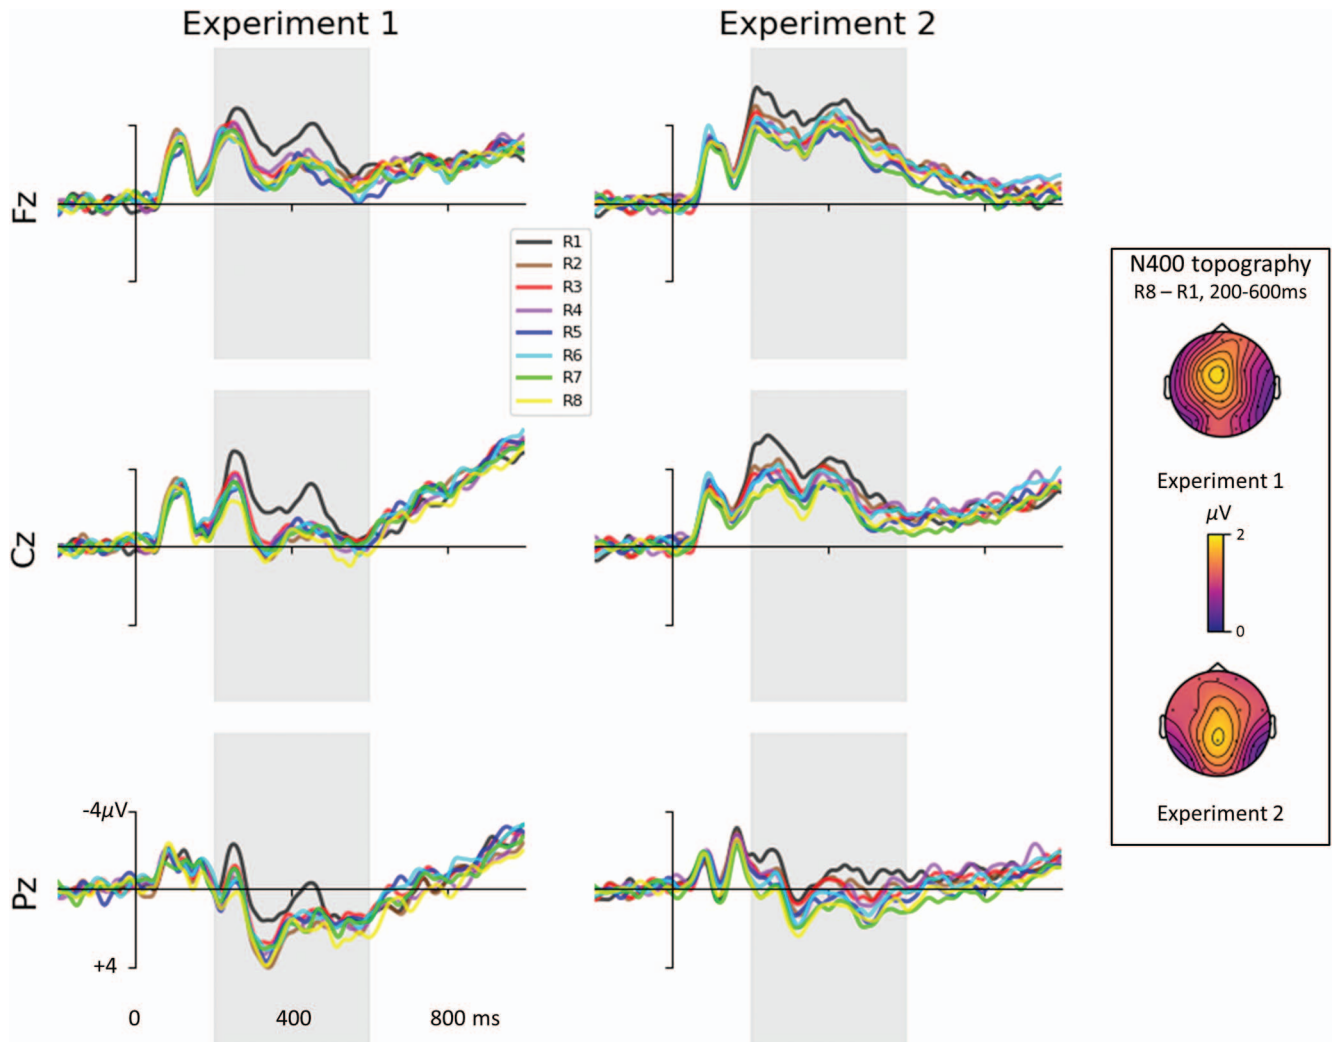 Experiment 1
Experiment 2
Fz
R1
R2
R3
R4
R5
R6
R7
R8
Cz
-4µV
Pz
+4
0 400 800 ms
N400 topography
R8 – R1, 200-600ms
Experiment 1
µV
2
0
Experiment 2